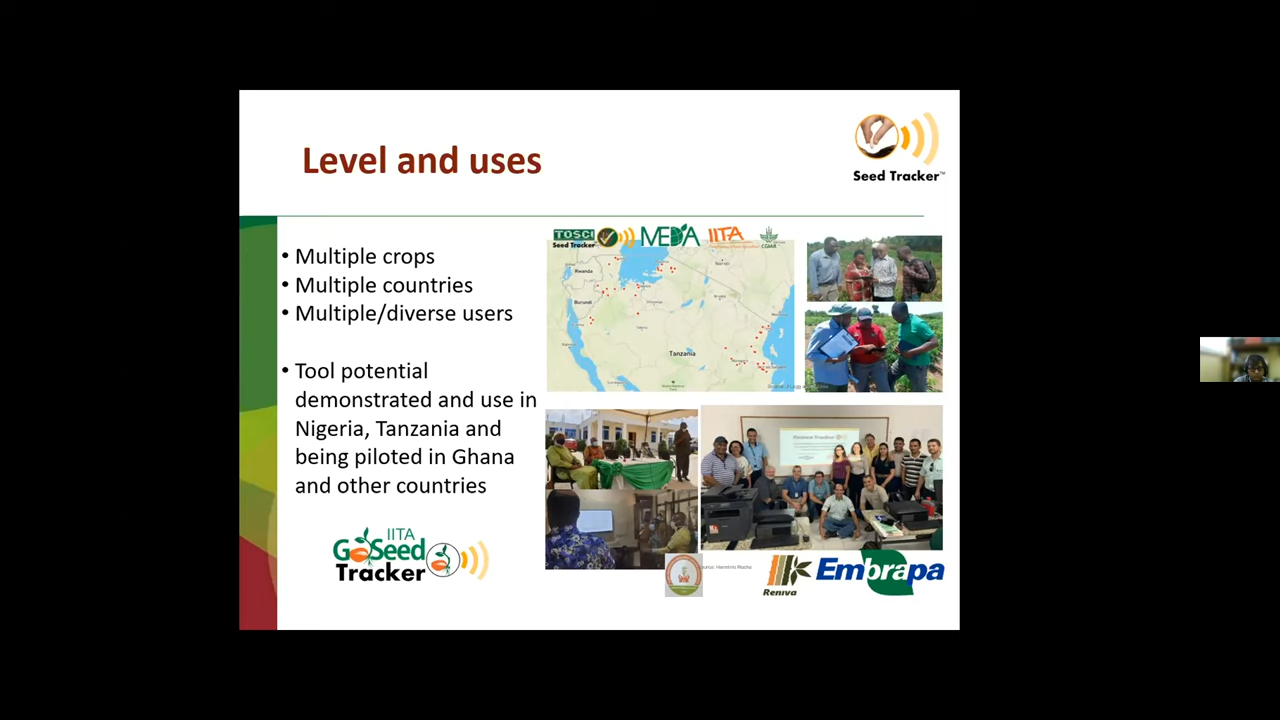 Level and uses
Seed Tracker™
• Multiple crops
• Multiple countries
• Multiple/diverse users
• Tool potential
demonstrated and use in
Nigeria, Tanzania and
being piloted in Ghana
and other countries
IITA
GoSeed
Tracker
TOSCI
Seed Tracker
MEDA
IITA
CGIAR
Rwanda
Burundi
Nairobi
Tanzania
Reniva
Embrapa